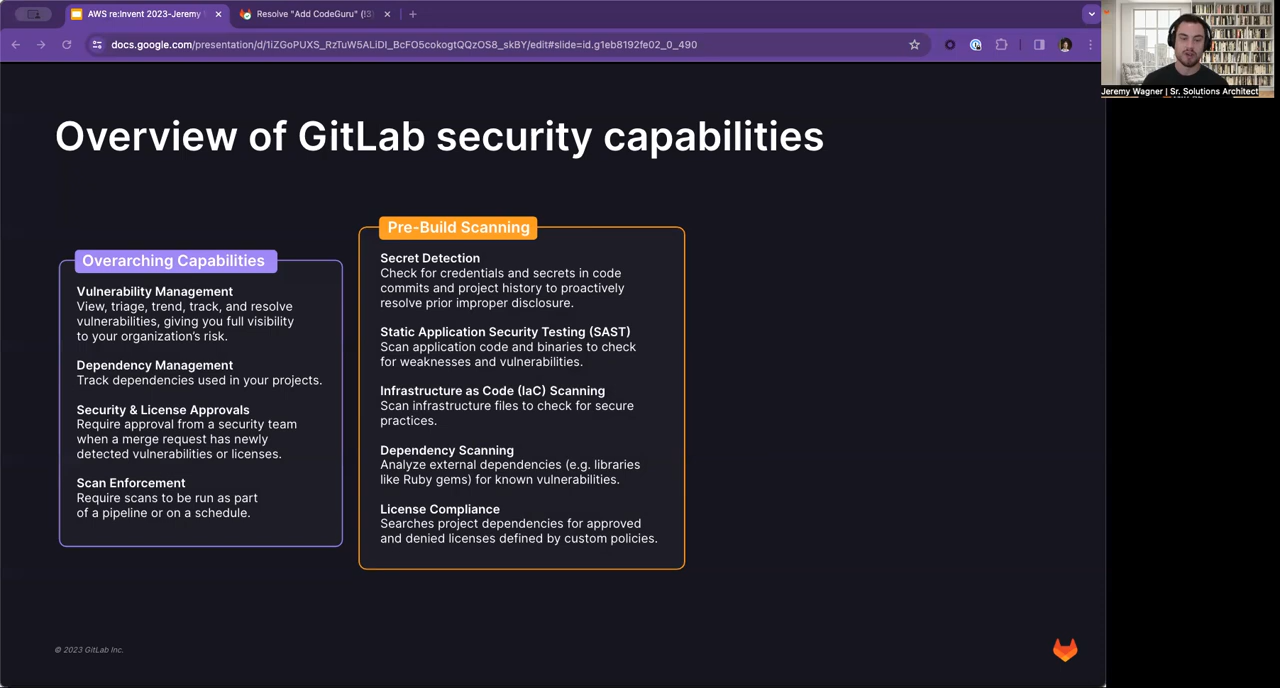 AWS re:Invent 2023-Jeremy
Resolve "Add CodeGuru" (!3)
docs.google.com/presentation/d/1iZGoPUXS_RzTuW5ALiDI_BcFO5cokogtQQzOS8_skBY/edit#slide=id.g1eb8192fe02_0_490
Jeremy Wagner | Sr. Solutions Architect
Overview of GitLab security capabilities
Overarching Capabilities
Vulnerability Management
View, triage, trend, track, and resolve
vulnerabilities, giving you full visibility
to your organization's risk.
Dependency Management
Track dependencies used in your projects.
Security & License Approvals
Require approval from a security team
when a merge request has newly
detected vulnerabilities or licenses.
Scan Enforcement
Require scans to be run as part
of a pipeline or on a schedule.
Pre-Build Scanning
Secret Detection
Check for credentials and secrets in code
commits and project history to proactively
resolve prior improper disclosure.
Static Application Security Testing (SAST)
Scan application code and binaries to check
for weaknesses and vulnerabilities.
Infrastructure as Code (IaC) Scanning
Scan infrastructure files to check for secure
practices.
Dependency Scanning
Analyze external dependencies (e.g. libraries
like Ruby gems) for known vulnerabilities.
License Compliance
Searches project dependencies for approved
and denied licenses defined by custom policies.
© 2023 GitLab Inc.